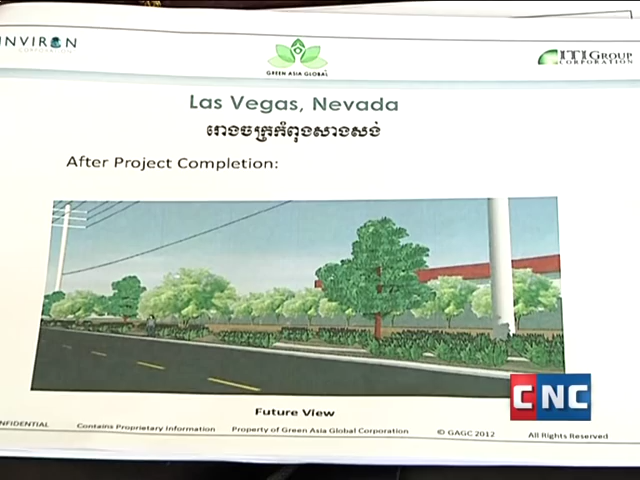 INVIRON
CORPORATION
GREEN ASIA GLOBAL
ITI GROUP
CORPORATION
Las Vegas, Nevada
រោងចក្រកំពុងសាងសង់
After Project Completion:
CNC
Future View
NFIDENTIAL Contains Proprietary Information Property of Green Asia Global Corporation © GAGC 2012 All Rights Reserved